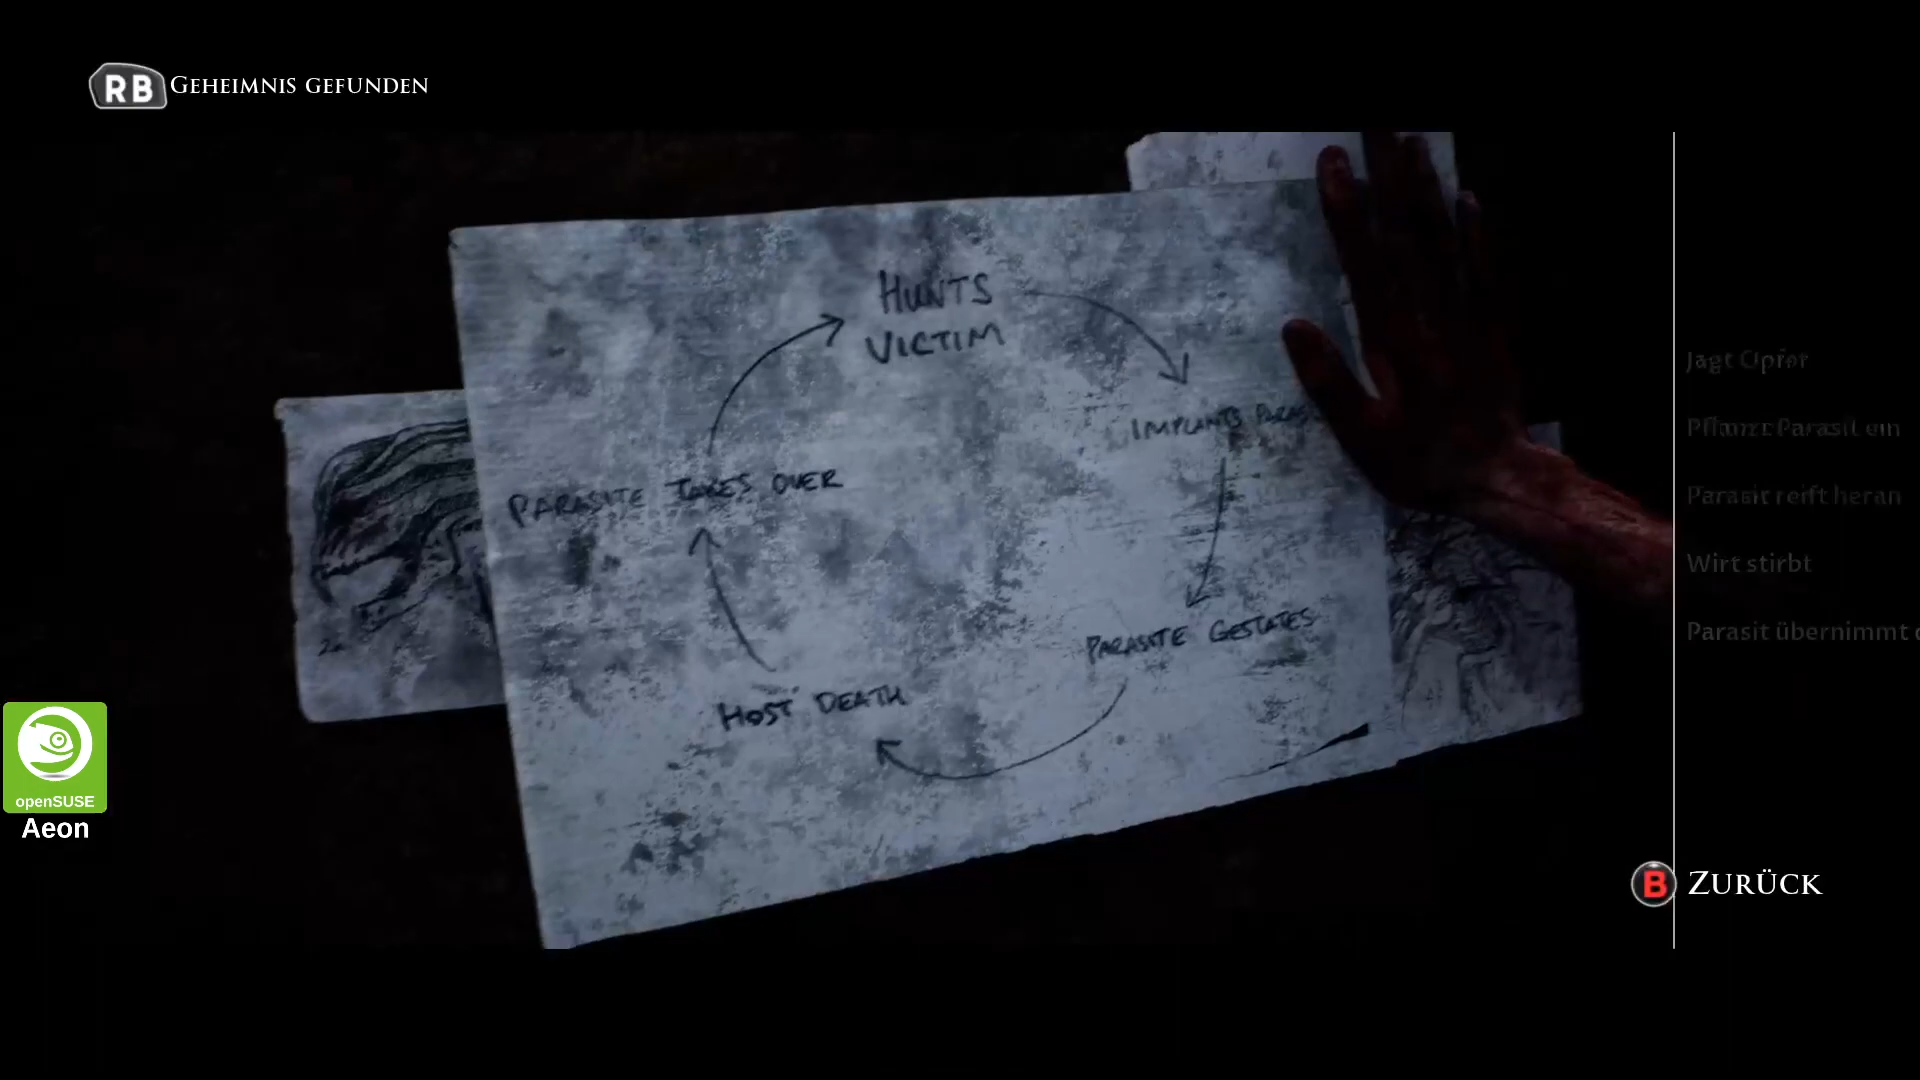 RB GEHEIMNIS GEFUNDEN
HUNTS
VICTIM
IMPLANTS
PARASITE TAKES OVER
PARASITE GESTATES
HOST DEATH
2a
Jagt Opfer
Pflanzt Parasit ein
Parasit reift heran
Wirt stirbt
Parasit übernimmt
openSUSE
Aeon
B ZURÜCK